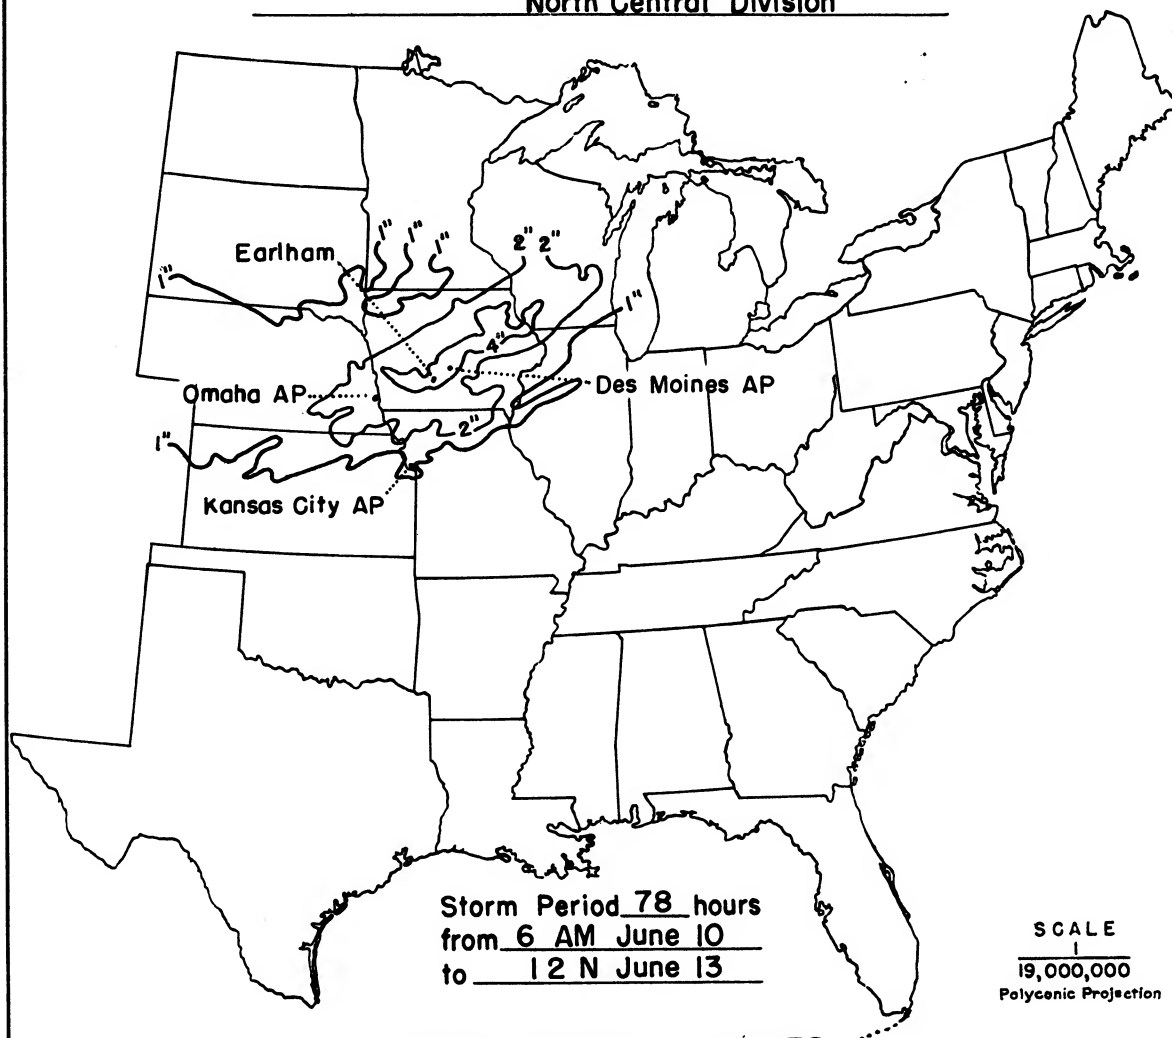 North Central Division
1" 1" 1" 2" 2"
Earlham
1"
1"
4"
Omaha AP
Des Moines AP
2"
1"
Kansas City AP
Storm Period 78 hours
from 6 AM June 10
to 12 N June 13
SCALE
1
19,000,000
Polyconic Projection